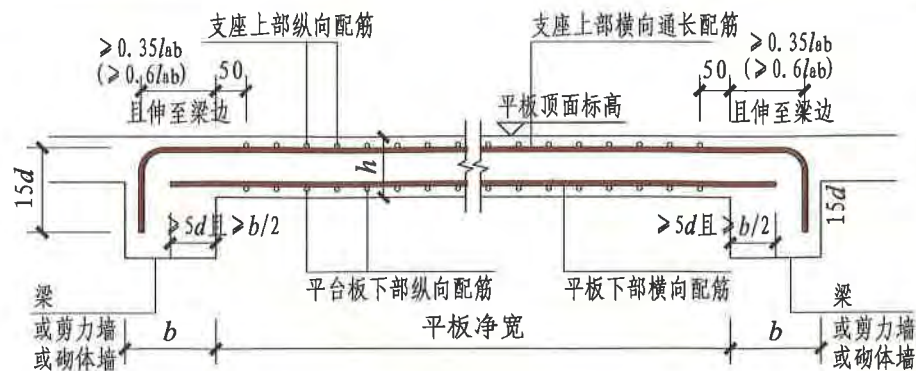 支座上部纵向配筋
支座上部横向通长配筋
≥0.35lab
(≥0.6lab)
且伸至梁边
50
平板顶面标高
50
≥0.35lab
(≥0.6lab)
且伸至梁边
15d
h
15d
≥5d且≥b/2
≥5d且≥b/2
平台板下部纵向配筋
平板下部横向配筋
梁
或剪力墙
或砌体墙
b
平板净宽
b
梁
或剪力墙
或砌体墙